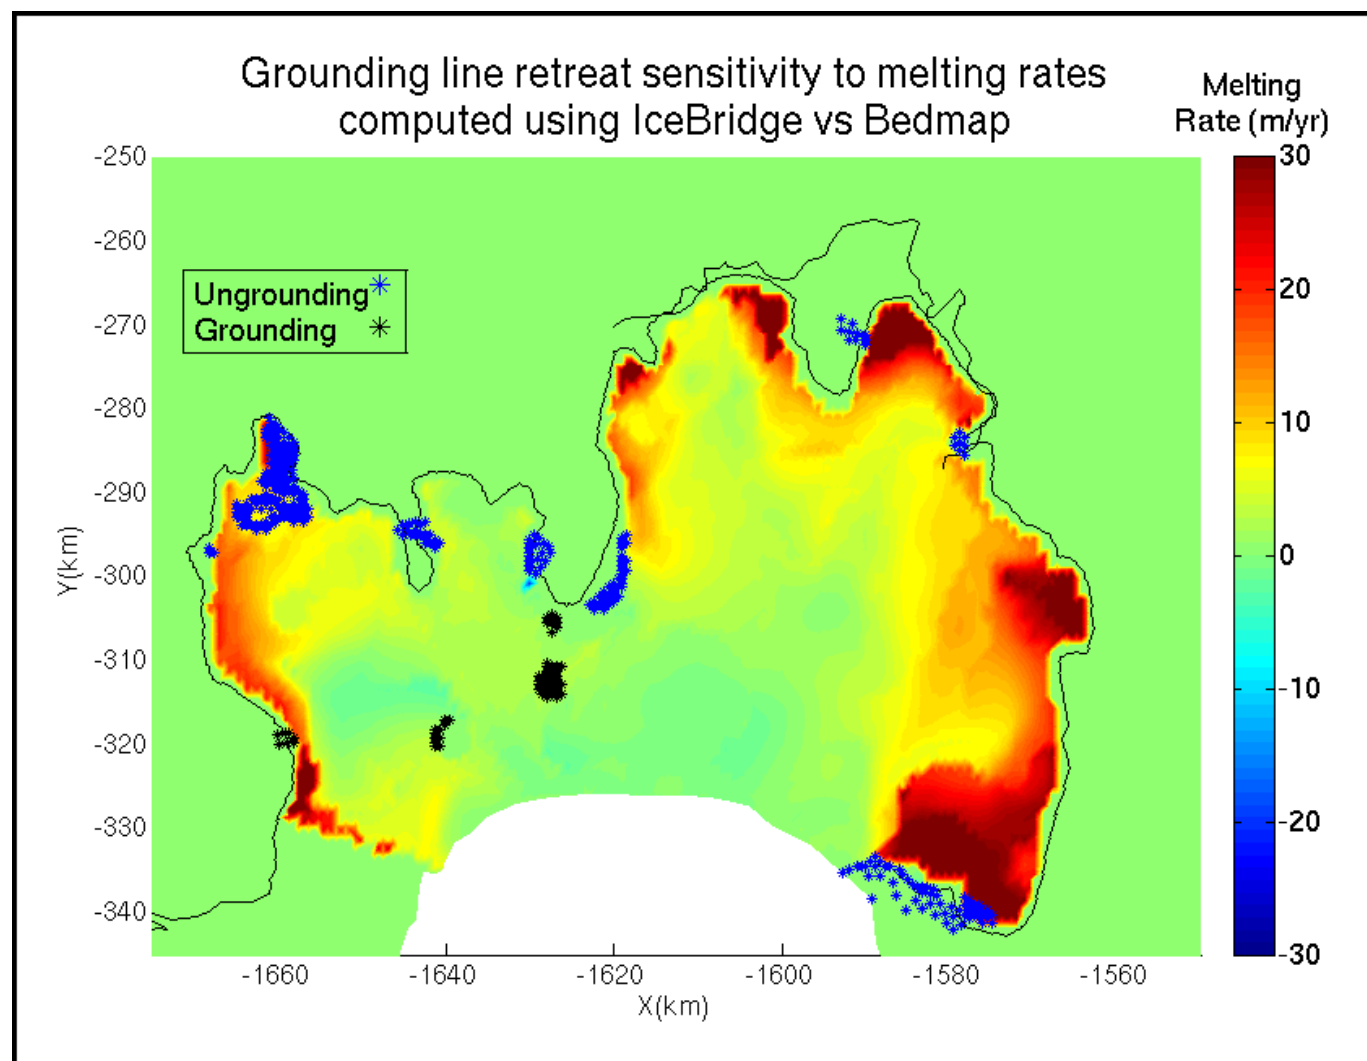 Grounding line retreat sensitivity to melting rates
computed using IceBridge vs Bedmap
Melting
Rate (m/yr)
-250
-260
-270
-280
-290
-300
-310
-320
-330
-340
Y(km)
Ungrounding
Grounding
-1660
-1640
-1620
-1600
-1580
-1560
X(km)
30
20
10
0
-10
-20
-30